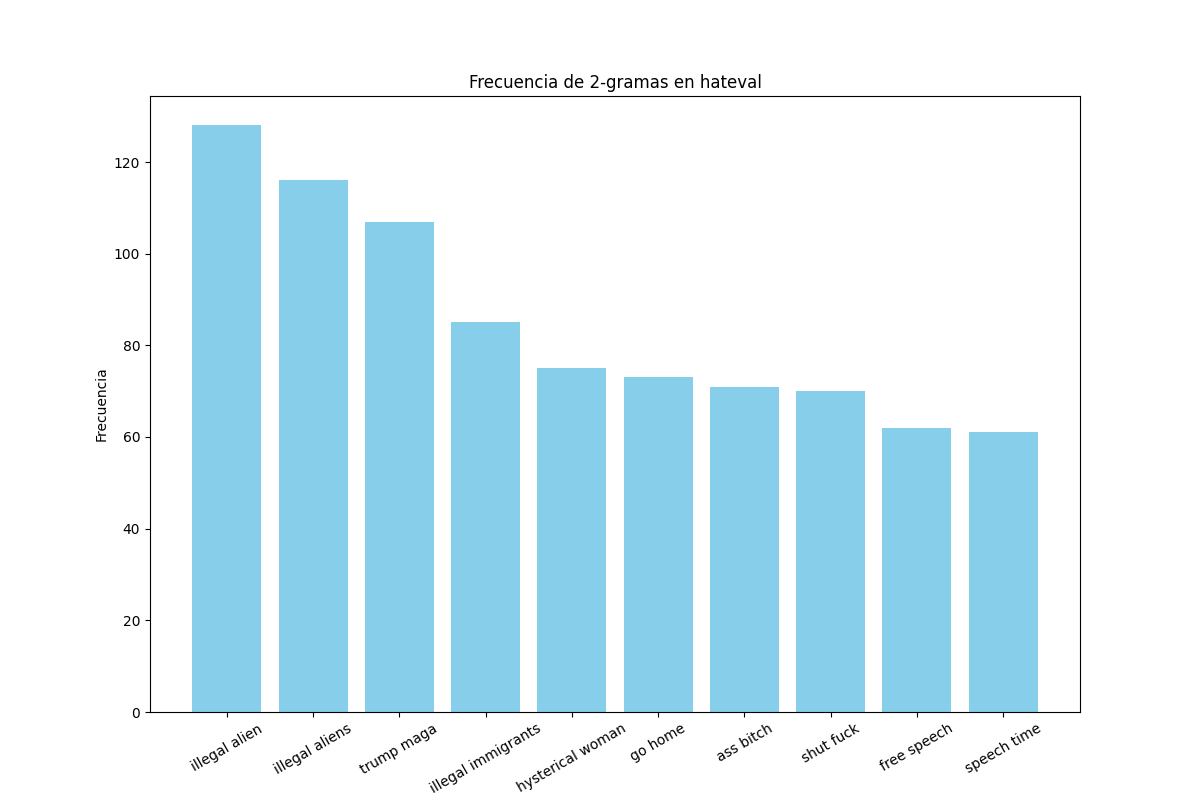 Frecuencia de 2-gramas en hateval
120
100
80
60
40
20
0
Frecuencia
illegal alien
illegal aliens
trump maga
illegal immigrants
hysterical woman
go home
ass bitch
shut fuck
free speech
speech time